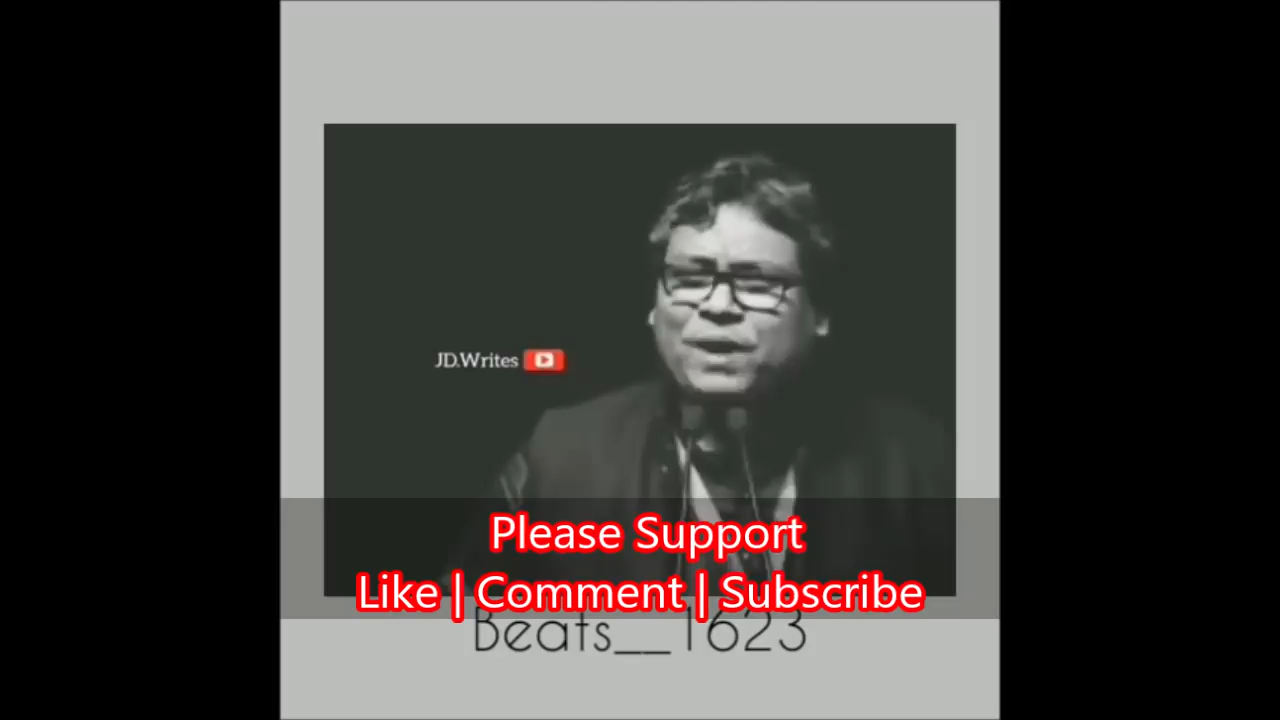 JD.Writes
Please Support
Like | Comment | Subscribe
Beats__1623